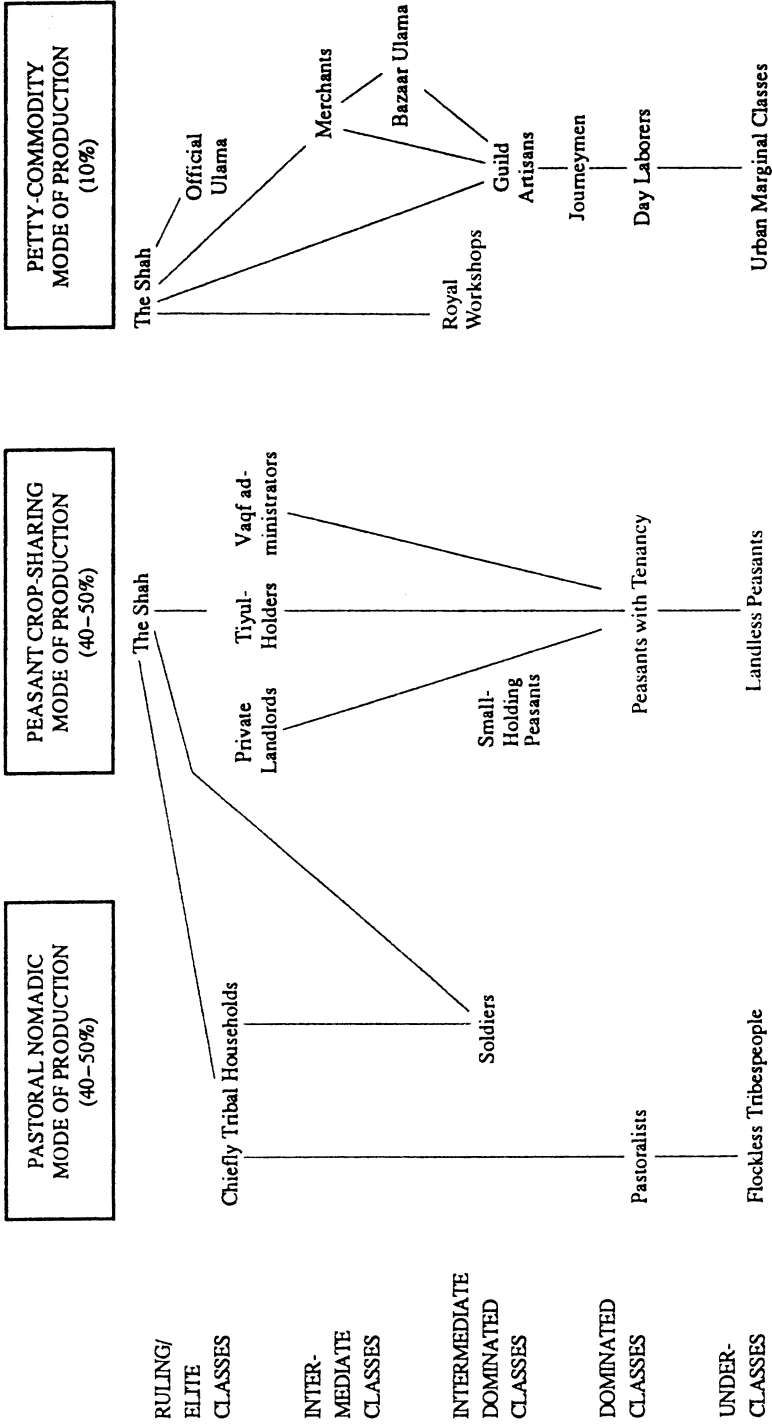 PASTORAL NOMADIC
MODE OF PRODUCTION
(40–50%)
PEASANT CROP-SHARING
MODE OF PRODUCTION
(40–50%)
PETTY-COMMODITY
MODE OF PRODUCTION
(10%)
RULING/
ELITE
CLASSES
The Shah
The Shah
Chiefly Tribal Households
Private
Landlords
Tiyul-
Holders
Vaqf ad-
ministrators
Official
Ulama
INTER-
MEDIATE
CLASSES
Merchants
Bazaar Ulama
INTERMEDIATE
DOMINATED
CLASSES
Soldiers
Small-
Holding
Peasants
Royal
Workshops
Guild
Artisans
Journeymen
DOMINATED
CLASSES
Pastoralists
Peasants with Tenancy
Day Laborers
UNDER-
CLASSES
Flockless Tribespeople
Landless Peasants
Urban Marginal Classes